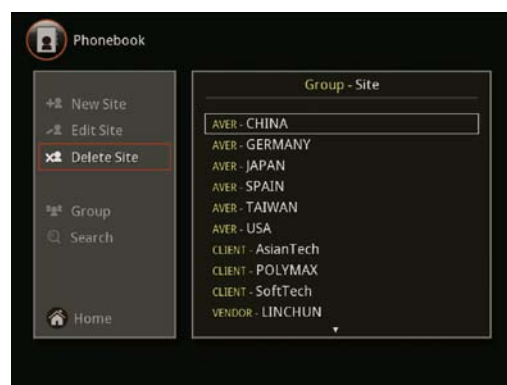 Phonebook
New Site
Edit Site
Delete Site
Group
Search
Home
Group - Site
AVER - CHINA
AVER - GERMANY
AVER - JAPAN
AVER - SPAIN
AVER - TAIWAN
AVER - USA
CLIENT - AsianTech
CLIENT - POLYMAX
CLIENT - SoftTech
VENDOR - LINCHUN